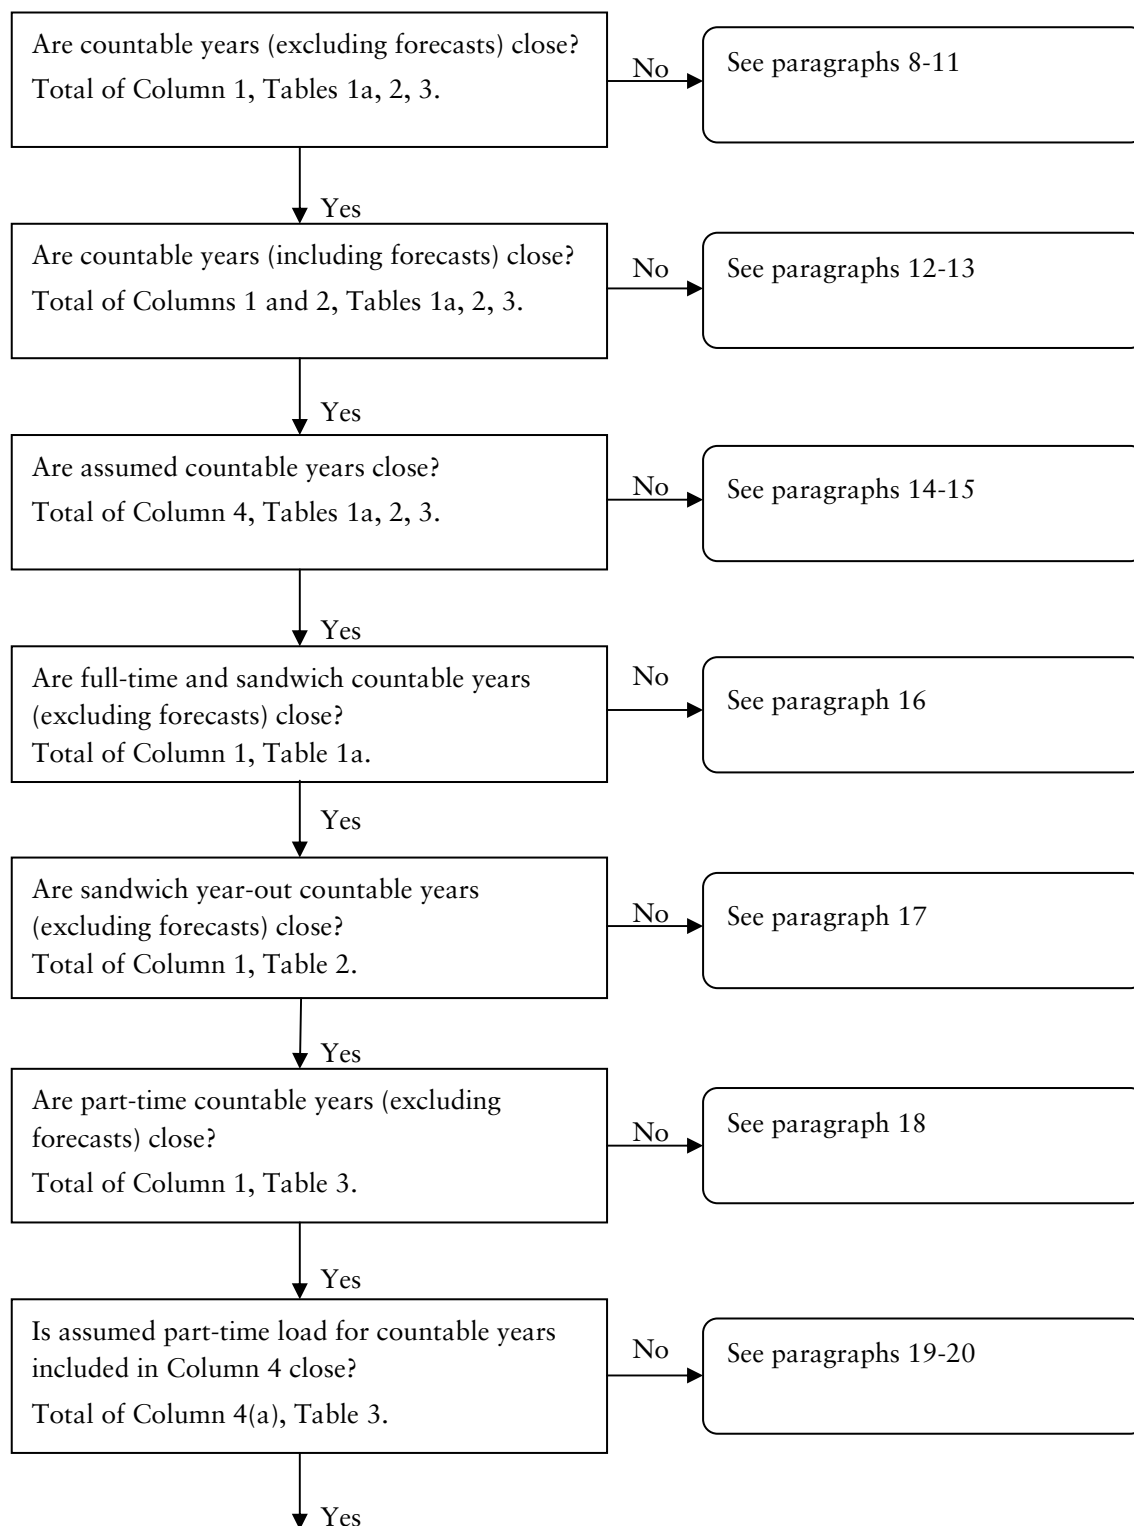 Are countable years (excluding forecasts) close?
Total of Column 1, Tables 1a, 2, 3.
No
See paragraphs 8-11
Yes
Are countable years (including forecasts) close?
Total of Columns 1 and 2, Tables 1a, 2, 3.
No
See paragraphs 12-13
Yes
Are assumed countable years close?
Total of Column 4, Tables 1a, 2, 3.
No
See paragraphs 14-15
Yes
Are full-time and sandwich countable years
(excluding forecasts) close?
Total of Column 1, Table 1a.
No
See paragraph 16
Yes
Are sandwich year-out countable years
(excluding forecasts) close?
Total of Column 1, Table 2.
No
See paragraph 17
Yes
Are part-time countable years (excluding
forecasts) close?
Total of Column 1, Table 3.
No
See paragraph 18
Yes
Is assumed part-time load for countable years
included in Column 4 close?
Total of Column 4(a), Table 3.
No
See paragraphs 19-20
Yes